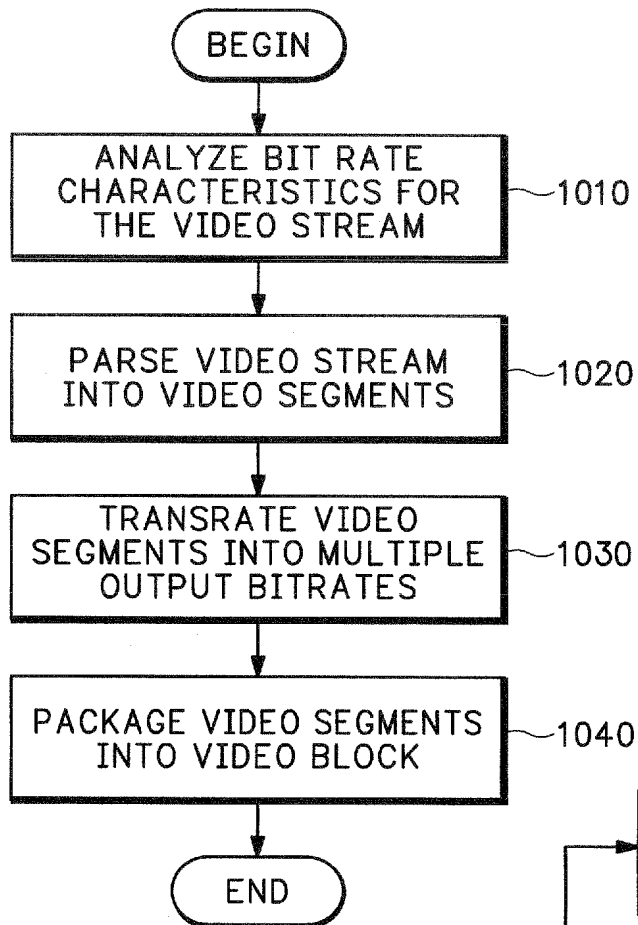 BEGIN
ANALYZE BIT RATE
CHARACTERISTICS FOR
THE VIDEO STREAM
1010
PARSE VIDEO STREAM
INTO VIDEO SEGMENTS
1020
TRANSRATE VIDEO
SEGMENTS INTO MULTIPLE
OUTPUT BITRATES
1030
PACKAGE VIDEO SEGMENTS
INTO VIDEO BLOCK
1040
END